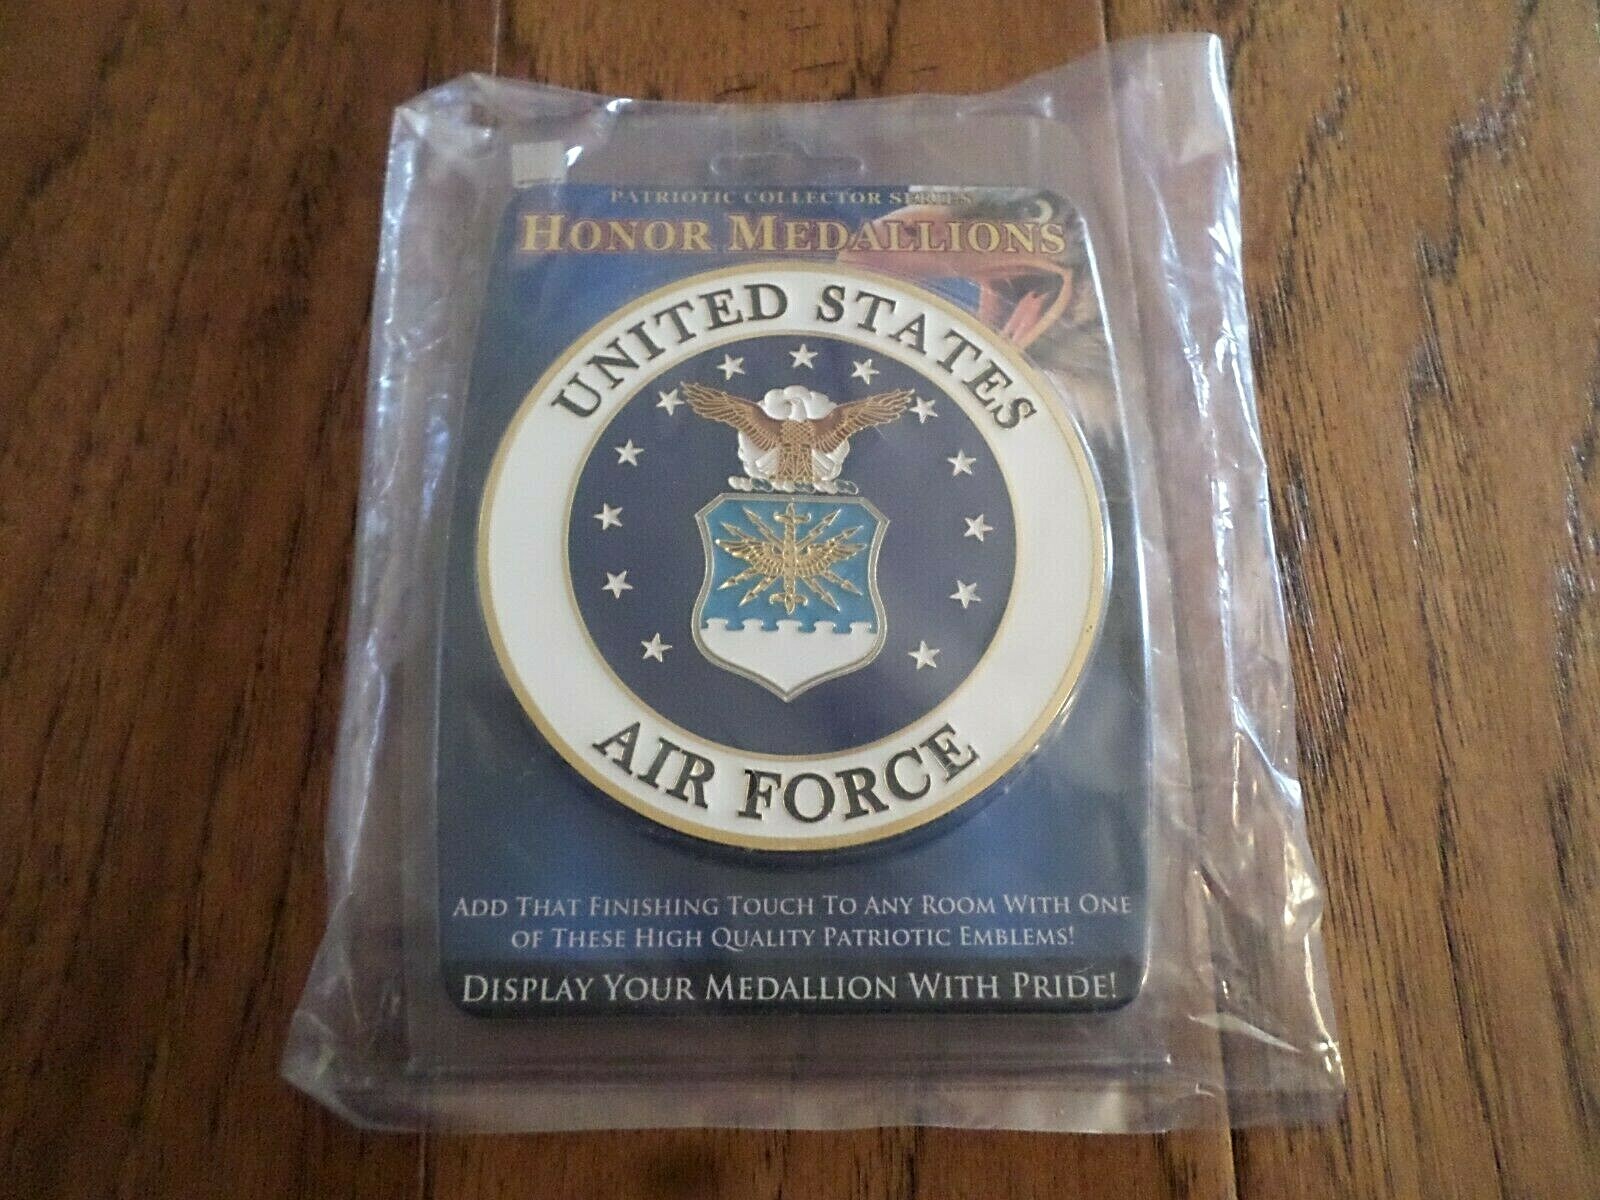 PATRIOTIC COLLECTOR SERIES
HONOR MEDALLIONS
UNITED STATES
AIR FORCE
ADD THAT FINISHING TOUCH TO ANY ROOM WITH ONE
OF THESE HIGH QUALITY PATRIOTIC EMBLEMS!
DISPLAY YOUR MEDALLION WITH PRIDE!